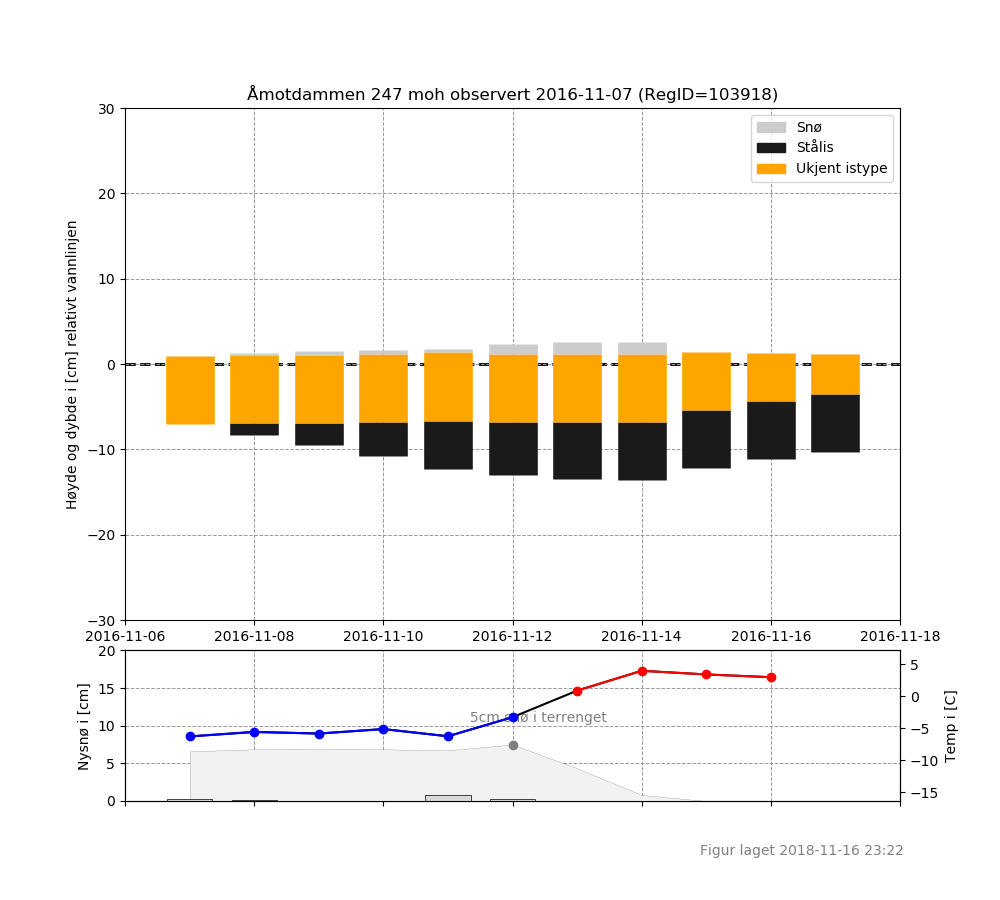 Åmotdammen 247 moh observert 2016-11-07 (RegID=103918)
Høyde og dybde i [cm] relativt vannlinjen
30
20
10
0
−10
−20
−30
Snø
Stålis
Ukjent istype
2016-11-06 2016-11-08 2016-11-10 2016-11-12 2016-11-14 2016-11-16 2016-11-18
Nysnø i [cm]
20
15
10
5
0
5cm snø i terrenget
5
0
−5
−10
−15
Temp i [C]
Figur laget 2018-11-16 23:22